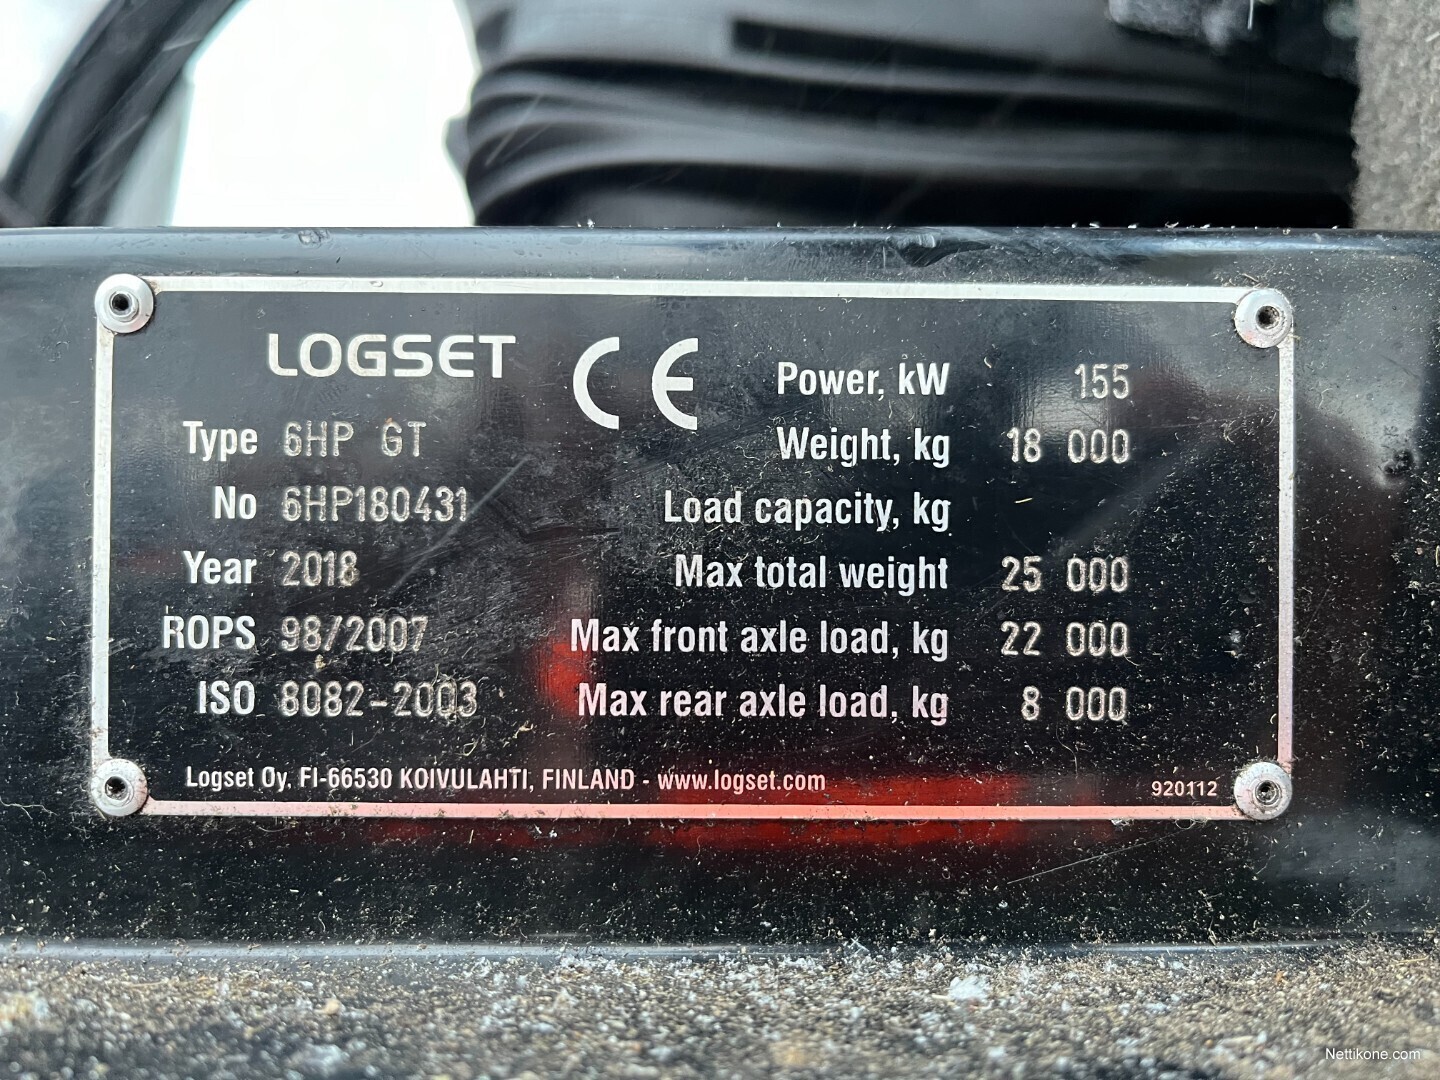 LOGSET CE
Type 6HP GT
No 6HP180431
Year 2018
ROPS 98/2007
ISO 8082-2003
Power, kW 155
Weight, kg 18 000
Load capacity, kg
Max total weight 25 000
Max front axle load, kg 22 000
Max rear axle load, kg 8 000
Logset Oy, FI-66530 KOIVULAHTI, FINLAND - www.logset.com
920112
Nettikone.com